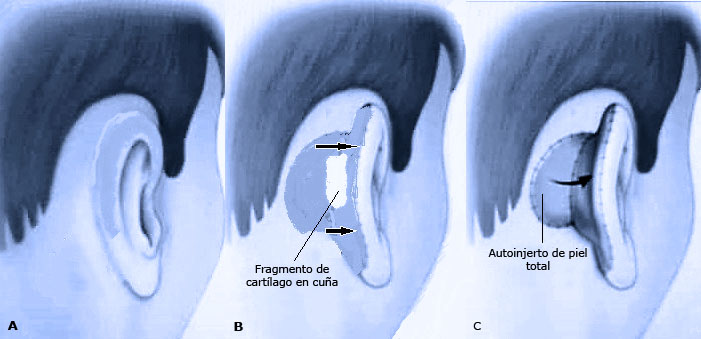 Fragmento de
cartílago en cuña
Autoinjerto de piel
total
A
B
C